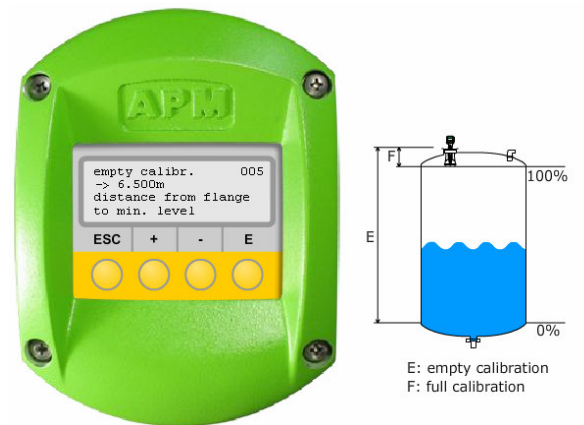 APM
empty calibr. 005
-> 6.500m
distance from flange
to min. level
ESC + - E
F
100%
E
0%
E: empty calibration
F: full calibration